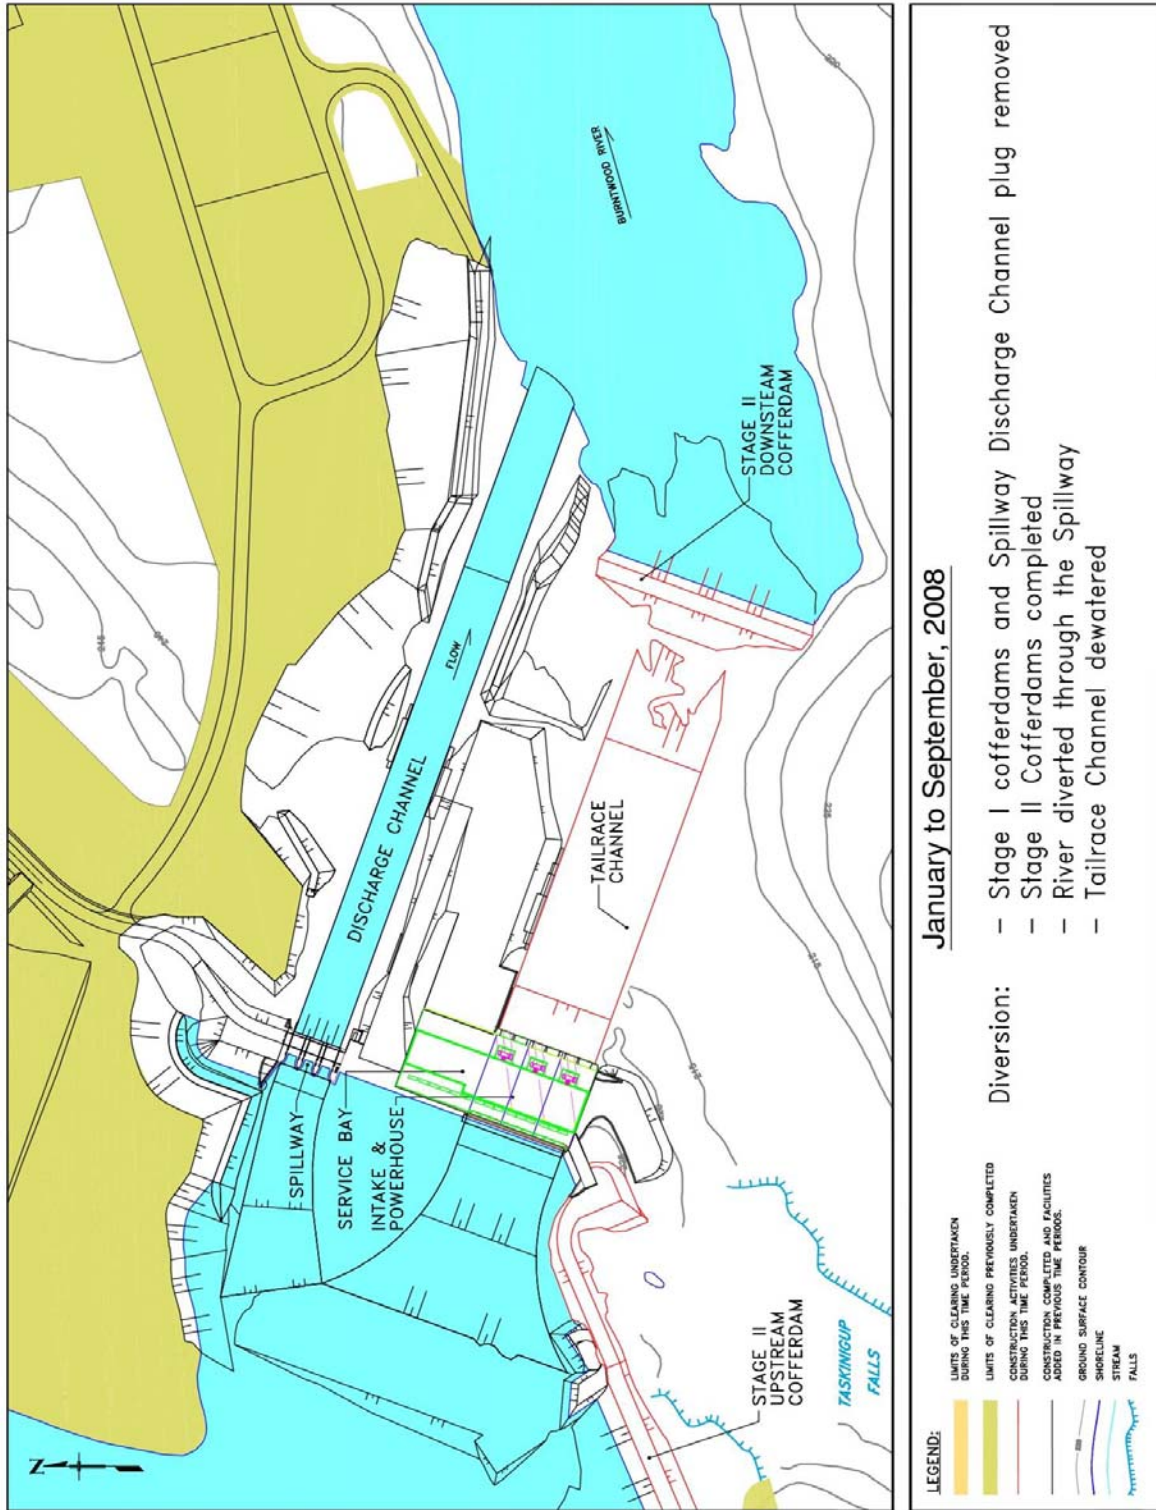 N
SPILLWAY
SERVICE BAY
INTAKE &
POWERHOUSE
DISCHARGE CHANNEL
FLOW
BURNTWOOD RIVER
TAILRACE
CHANNEL
STAGE II
DOWNSTEAM
COFFERDAM
STAGE II
UPSTREAM
COFFERDAM
TASKINIGUP
FALLS
January to September, 2008
Diversion:
– Stage I cofferdams and Spillway Discharge Channel plug removed
– Stage II Cofferdams completed
– River diverted through the Spillway
– Tailrace Channel dewatered
LEGEND:
LIMITS OF CLEARING UNDERTAKEN
DURING THIS TIME PERIOD.
LIMITS OF CLEARING PREVIOUSLY COMPLETED
CONSTRUCTION ACTIVITIES UNDERTAKEN
DURING THIS TIME PERIOD.
CONSTRUCTION COMPLETED AND FACILITIES
ADDED IN PREVIOUS TIME PERIODS.
GROUND SURFACE CONTOUR
SHORELINE
STREAM
FALLS